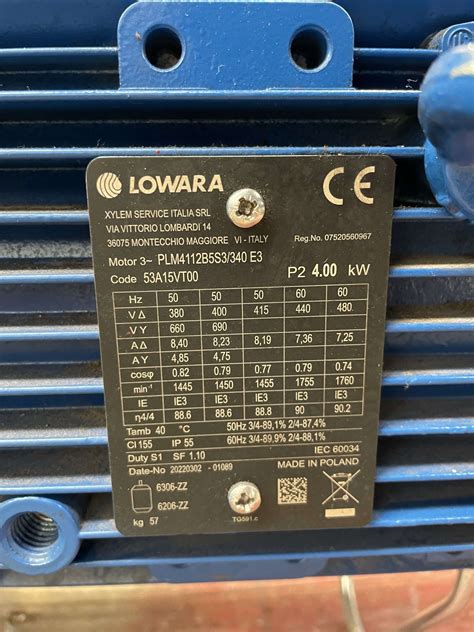 LOWARA
CE
XYLEM SERVICE ITALIA SRL
VIA VITTORIO LOMBARDI 14
36075 MONTECCHIO MAGGIORE VI - ITALY
Reg.No. 07520560967
Motor 3~ PLM4112B5S3/340 E3
Code 53A15VT00
P2 4.00 kW
Hz 50 50 50 60 60
V Δ 380 400 415 440 480
V Y 660 690
A Δ 8,40 8,23 8,19 7,36 7,25
A Y 4,85 4,75
cosφ 0.82 0.79 0.77 0.79 0.74
min-1 1445 1450 1455 1755 1760
IE IE3 IE3 IE3 IE3 IE3
η4/4 88.6 88.6 88.8 90 90.2
Tamb 40 °C 50Hz 3/4-89,1% 2/4-87,4%
Cl 155 IP 55 60Hz 3/4-89,9% 2/4-88,1%
Duty S1 SF 1.10 IEC 60034
Date-No 20220302 - 01089
MADE IN POLAND
6306-ZZ
6206-ZZ
kg 57
TG591.c